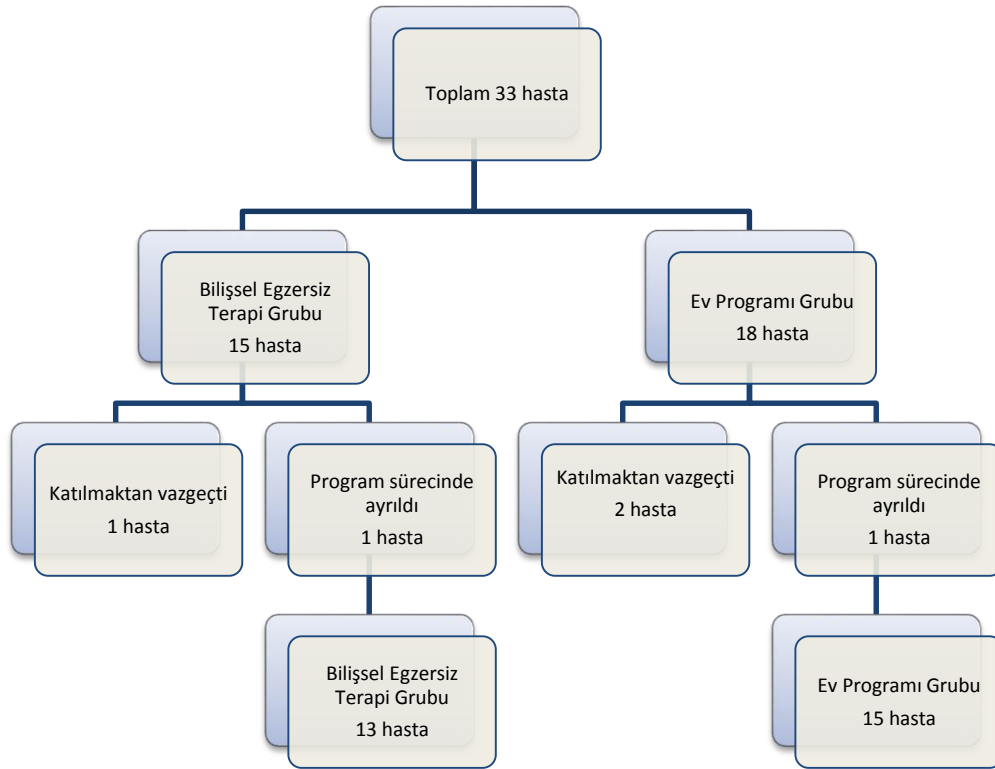 Toplam 33 hasta
Bilişsel Egzersiz
Terapi Grubu
15 hasta
Ev Programı Grubu
18 hasta
Katılmaktan vazgeçti
1 hasta
Program sürecinde
ayrıldı
1 hasta
Katılmaktan vazgeçti
2 hasta
Program sürecinde
ayrıldı
1 hasta
Bilişsel Egzersiz
Terapi Grubu
13 hasta
Ev Programı Grubu
15 hasta